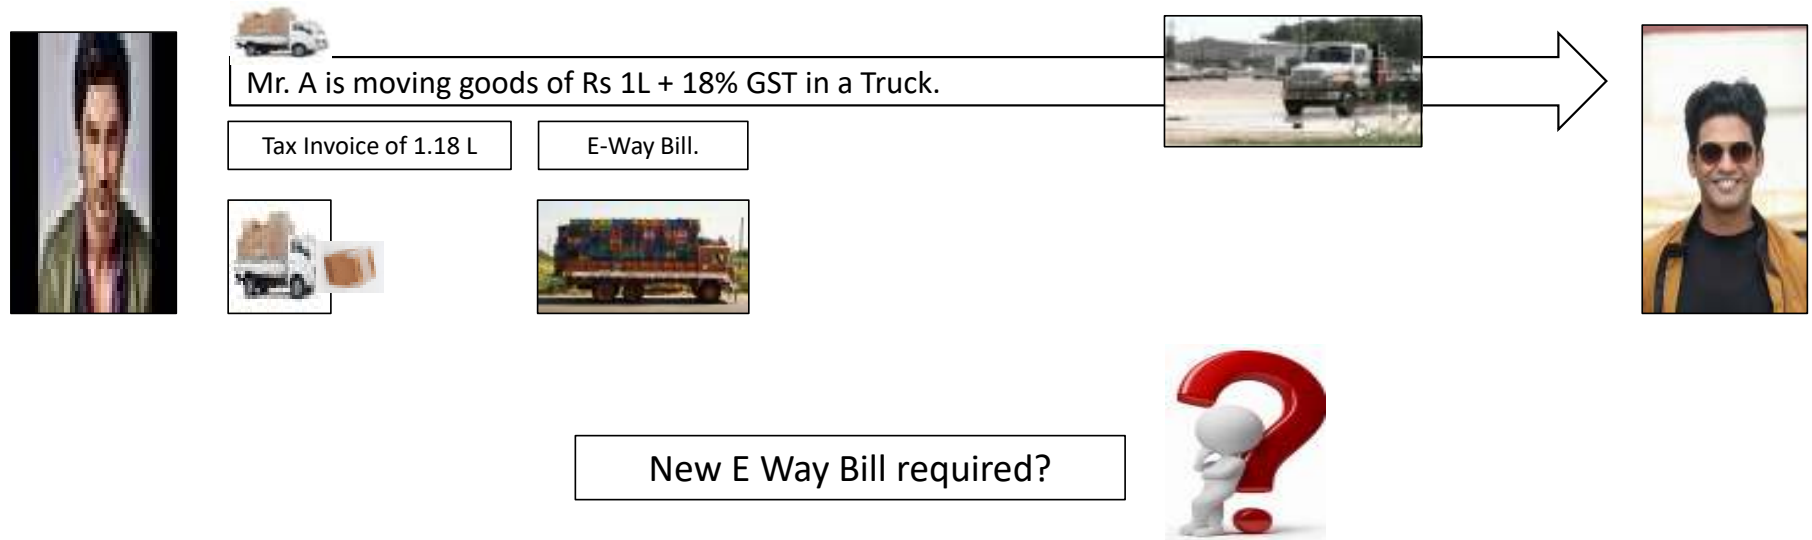 Mr. A is moving goods of Rs 1L + 18% GST in a Truck.
Tax Invoice of 1.18 L
E-Way Bill.
New E Way Bill required?